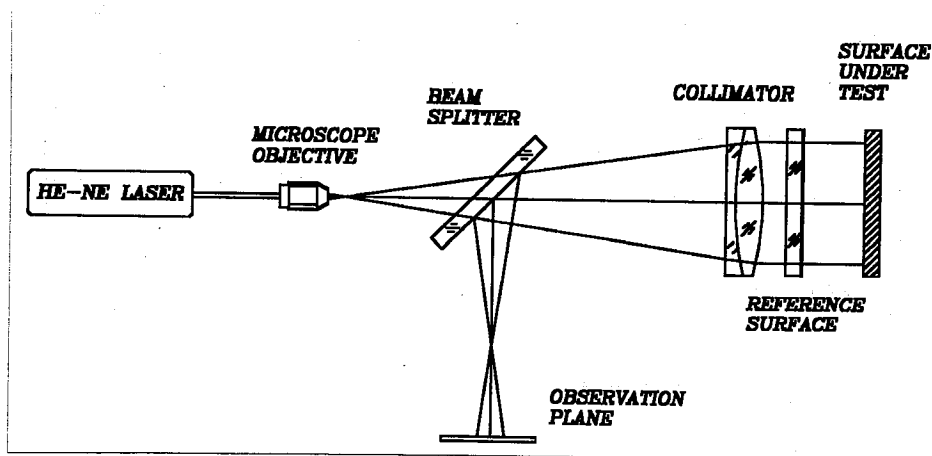 SURFACE
UNDER
TEST
COLLIMATOR
BEAM
SPLITTER
MICROSCOPE
OBJECTIVE
HE-NE LASER
REFERENCE
SURFACE
OBSERVATION
PLANE